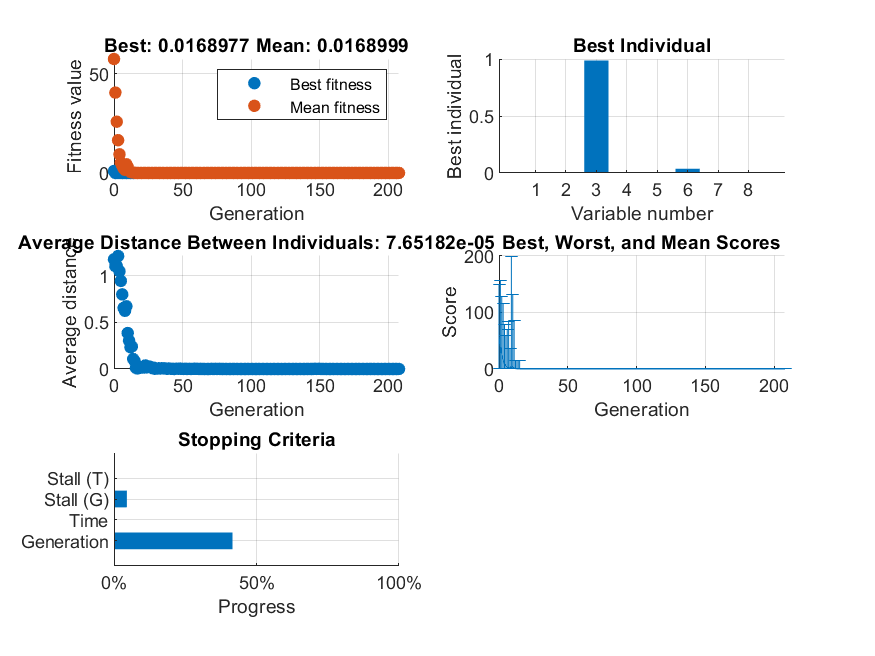 Best: 0.0168977 Mean: 0.0168999
Fitness value
50
0
Best fitness
Mean fitness
0 50 100 150 200
Generation
Best Individual
Best individual
1
0.5
0
1 2 3 4 5 6 7 8
Variable number
Average Distance Between Individuals: 7.65182e-05
Average distance
1
0.5
0
0 50 100 150 200
Generation
Best, Worst, and Mean Scores
Score
200
100
0
0 50 100 150 200
Generation
Stopping Criteria
Stall (T)
Stall (G)
Time
Generation
0% 50% 100%
Progress